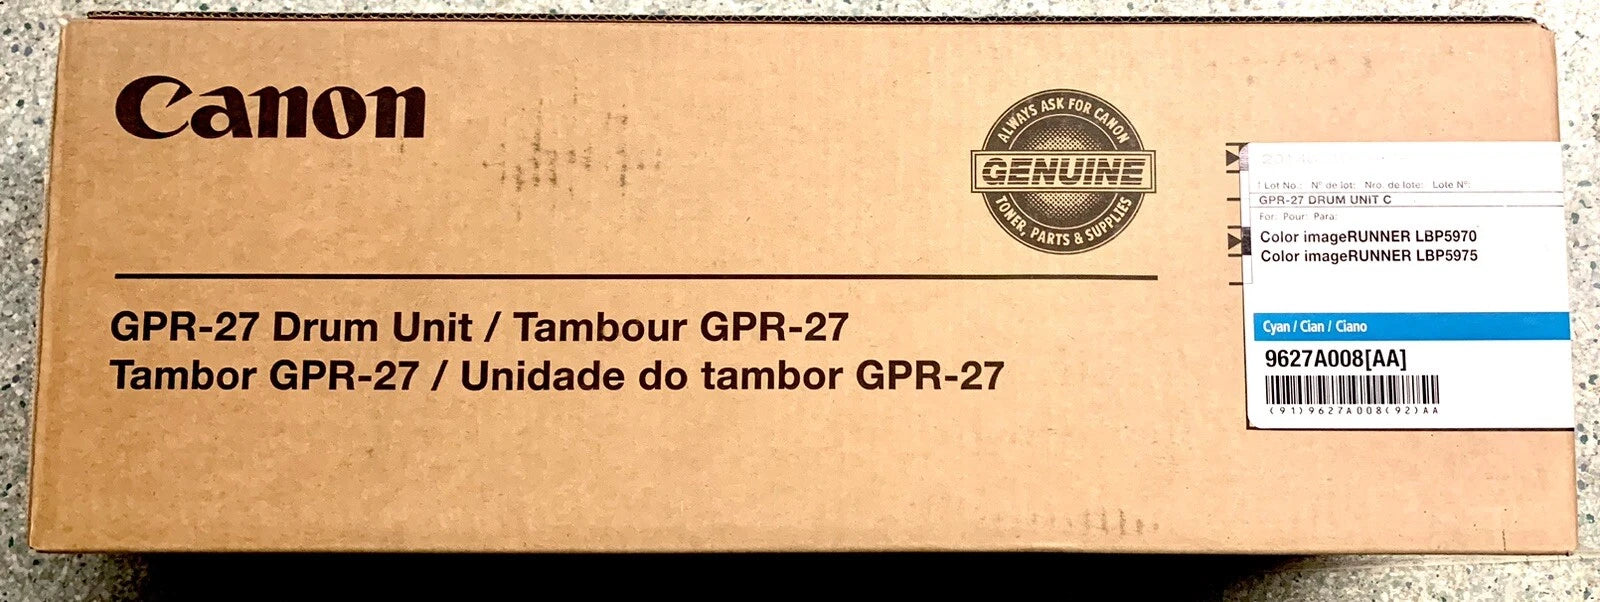 Canon
ALWAYS ASK FOR CANON
GENUINE
TONER, PARTS & SUPPLIES
GPR-27 Drum Unit / Tambour GPR-27
Tambor GPR-27 / Unidade do tambor GPR-27
Lot No.: Nº de lot: Nro. de lote: Lote Nº:
GPR-27 DRUM UNIT C
For: Pour: Para:
Color imageRUNNER LBP5970
Color imageRUNNER LBP5975
Cyan / Cian / Ciano
9627A008[AA]
(91)9627A008(92)AA